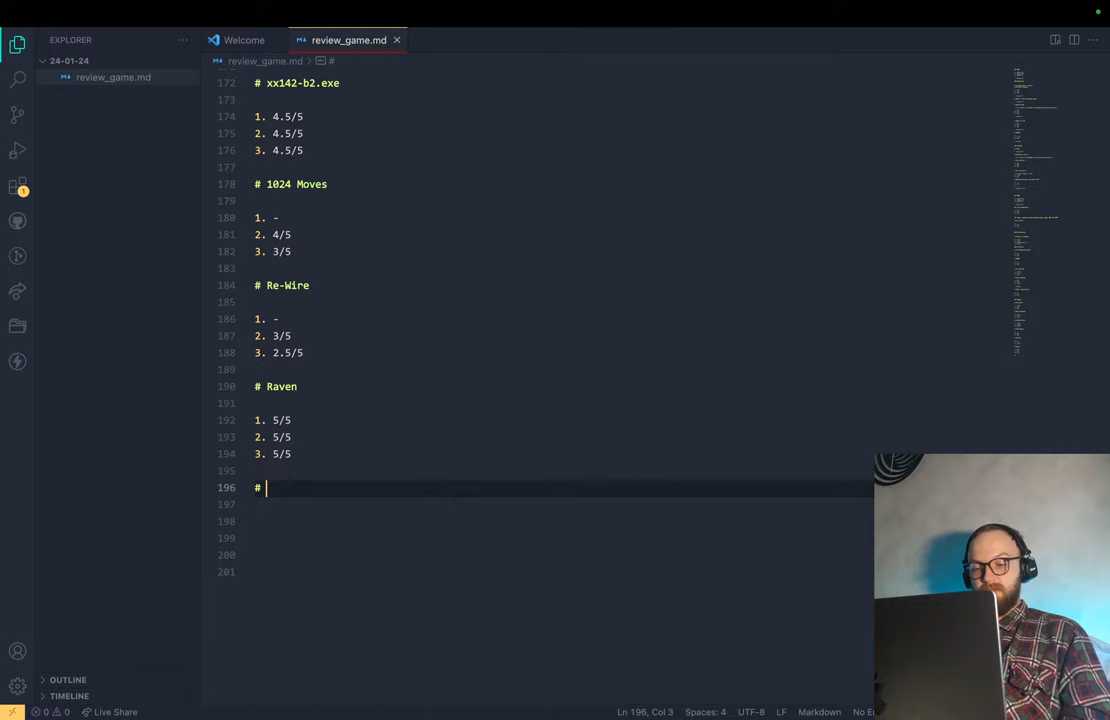 EXPLORER
Welcome
review_game.md
24-01-24
review_game.md
review_game.md > #
172 # xx142-b2.exe
173
174 1. 4.5/5
175 2. 4.5/5
176 3. 4.5/5
177
178 # 1024 Moves
179
180 1. -
181 2. 4/5
182 3. 3/5
183
184 # Re-Wire
185
186 1. -
187 2. 3/5
188 3. 2.5/5
189
190 # Raven
191
192 1. 5/5
193 2. 5/5
194 3. 5/5
195
196 #
197
198
199
200
201
1
OUTLINE
TIMELINE
0 0 Live Share Ln 196, Col 3 Spaces: 4 UTF-8 LF Markdown No